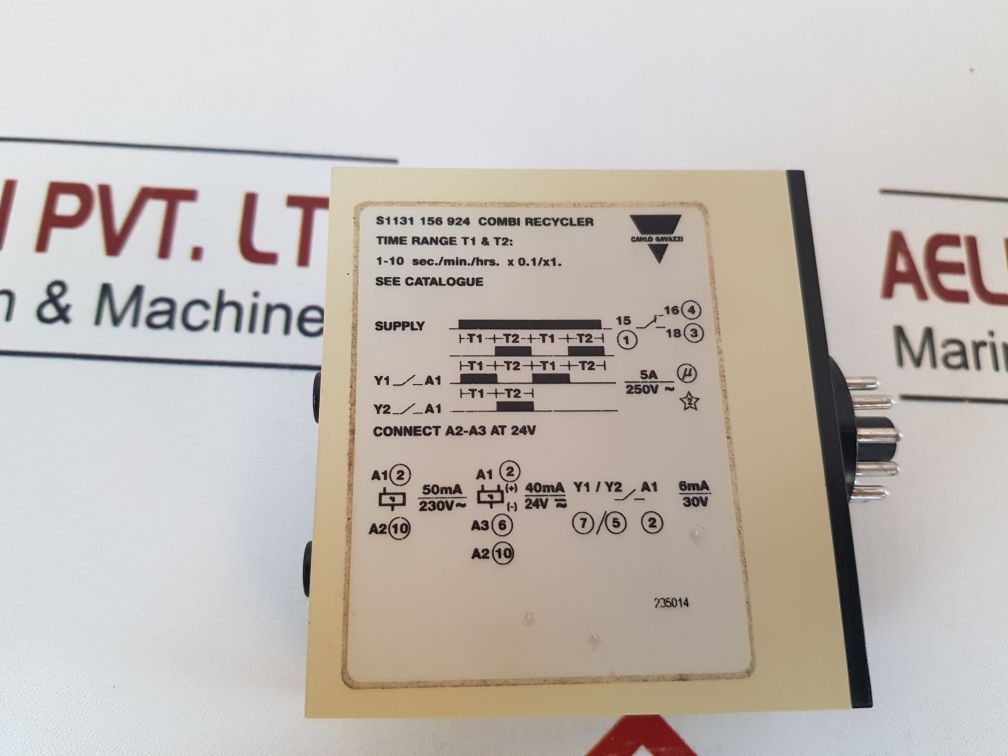 PVT. LT
& Machine
AEL
Marin
S1131 156 924 COMBI RECYCLER
TIME RANGE T1 & T2:
1-10 sec./min./hrs. x 0.1/x1.
SEE CATALOGUE
CARLO GAVAZZI
SUPPLY
15 16 4
1 18 3
T1 T2 T1 T2
T1 T2 T1 T2
Y1 A1
5A µ
250V ~ 2
T1 T2
Y2 A1
CONNECT A2-A3 AT 24V
A1 2
50mA
230V~
A2 10
A1 2
(+)
(-)
40mA
24V ≂
A3 6
A2 10
Y1 / Y2 A1
7/5 2
6mA
30V
235014